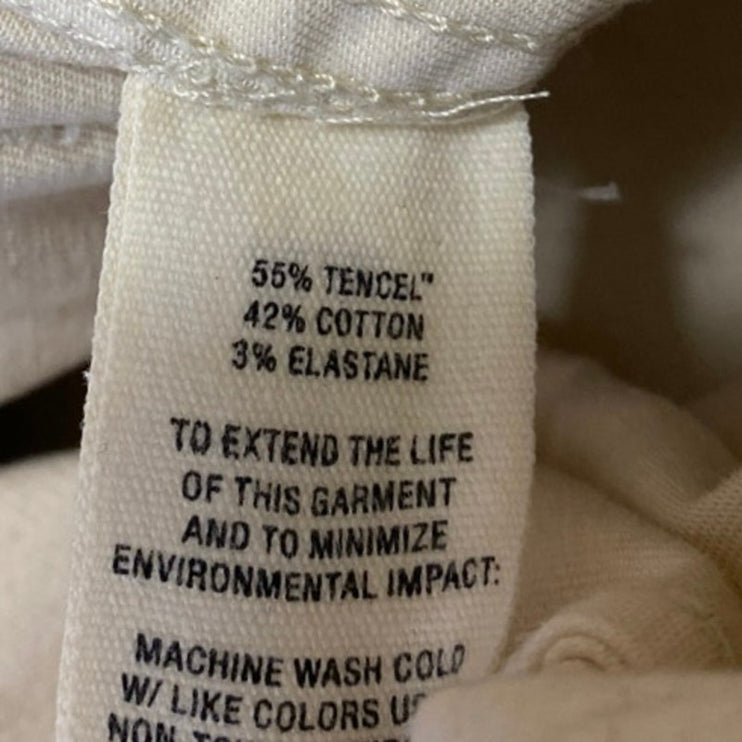 55% TENCEL™
42% COTTON
3% ELASTANE
TO EXTEND THE LIFE
OF THIS GARMENT
AND TO MINIMIZE
ENVIRONMENTAL IMPACT:
MACHINE WASH COLD
W/ LIKE COLORS